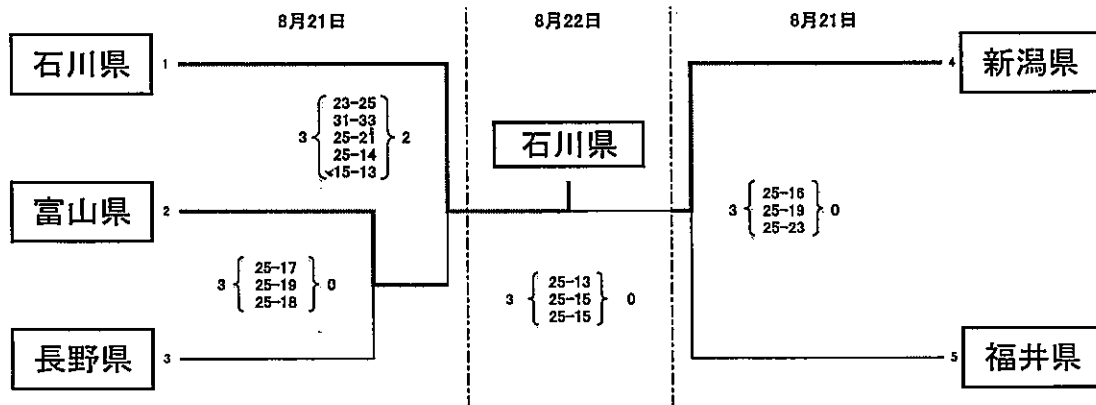 8月21日
8月22日
8月21日
石川県 1
4 新潟県
23-25
31-33
3 { 25-21 } 2
25-14
15-13
石川県
富山県 2
25-16
3 { 25-19 } 0
25-23
25-17
3 { 25-19 } 0
25-18
25-13
3 { 25-15 } 0
25-15
長野県 3
5 福井県